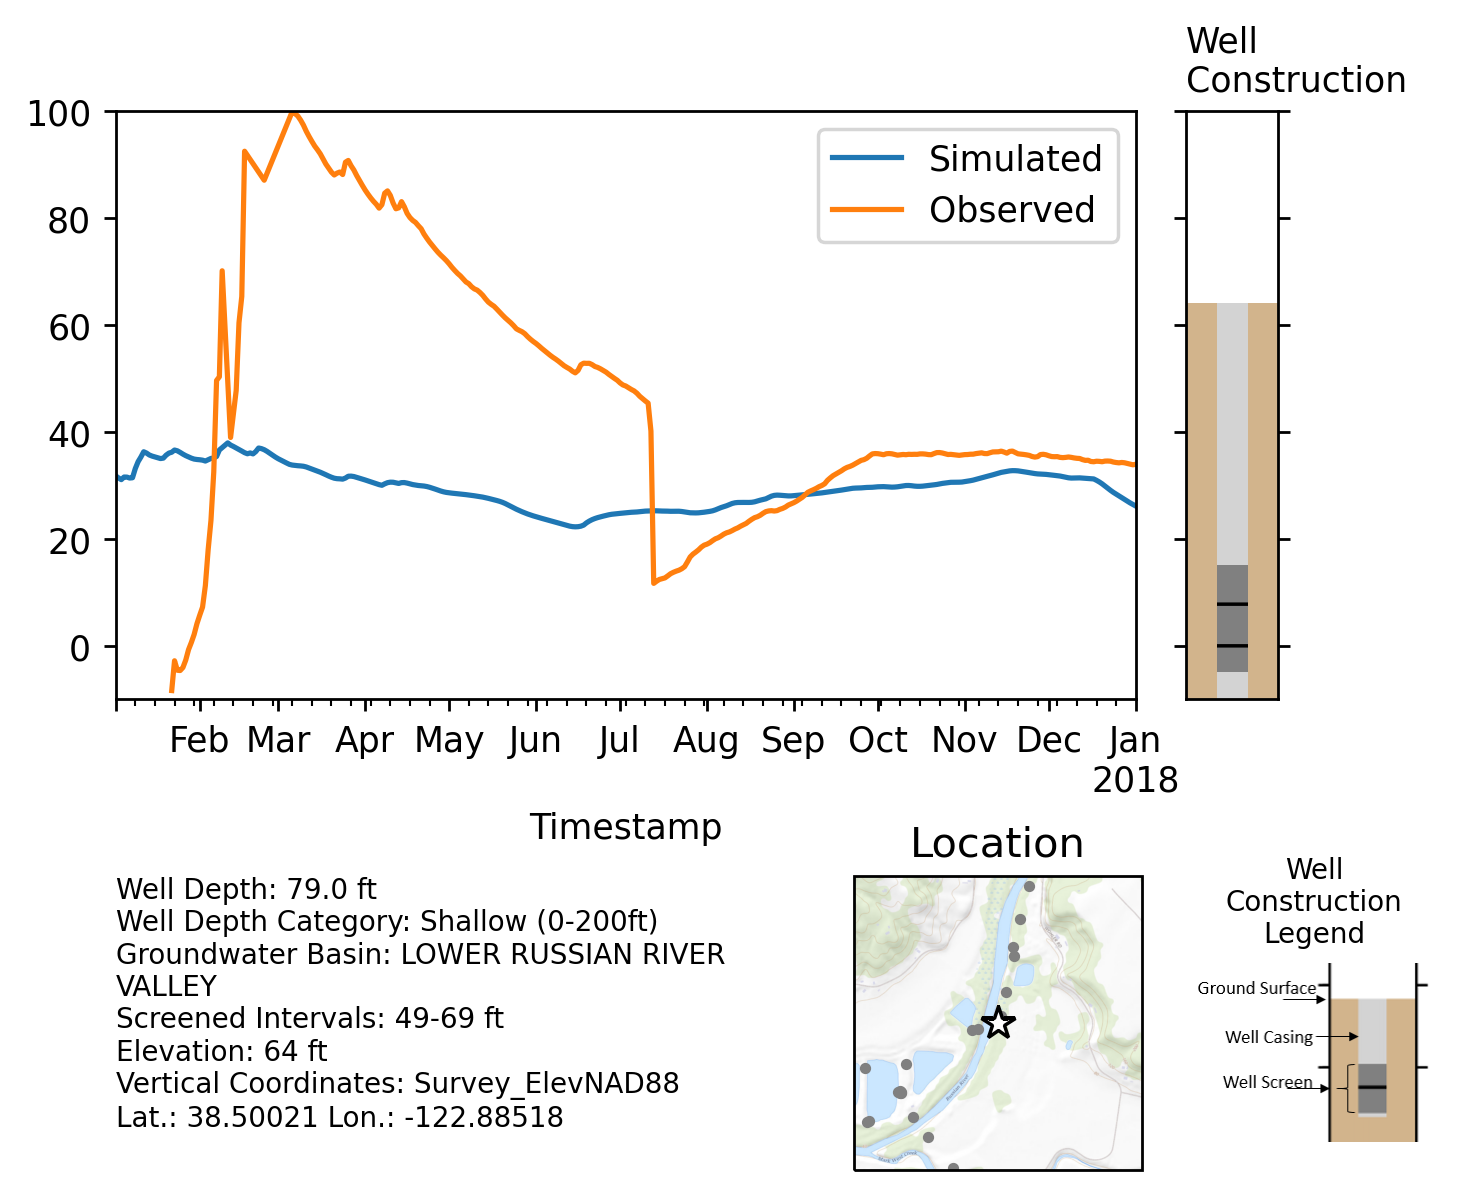 Well
Construction
100
80
60
40
20
0
Simulated
Observed
Feb Mar Apr May Jun Jul Aug Sep Oct Nov Dec Jan
2018
Timestamp
Well Depth: 79.0 ft
Well Depth Category: Shallow (0-200ft)
Groundwater Basin: LOWER RUSSIAN RIVER
VALLEY
Screened Intervals: 49-69 ft
Elevation: 64 ft
Vertical Coordinates: Survey_ElevNAD88
Lat.: 38.50021 Lon.: -122.88518
Location
Well
Construction
Legend
Ground Surface
Well Casing
Well Screen